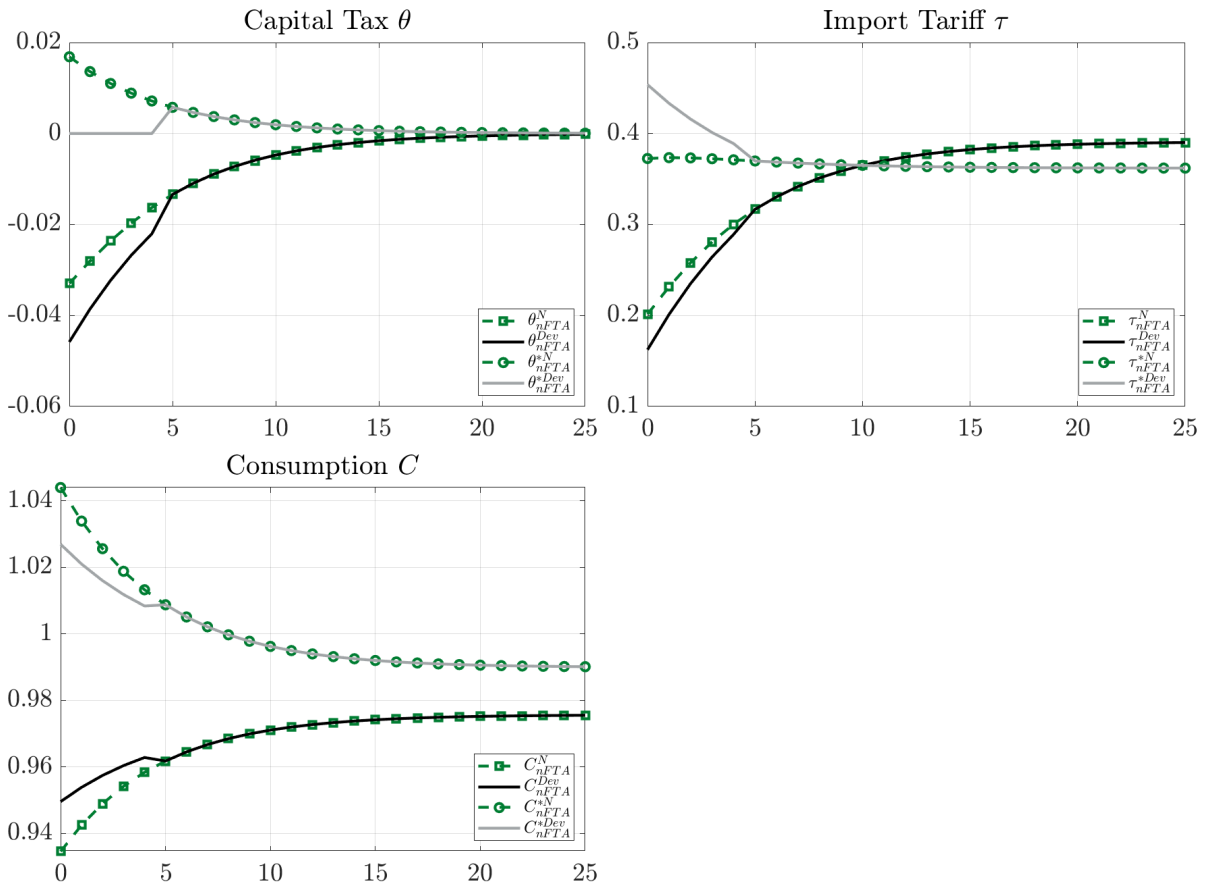 Capital Tax θ
0.02
0
-0.02
-0.04
-0.06
0 5 10 15 20 25
θ^N_nFTA
θ^Dev_nFTA
θ^*N_nFTA
θ^*Dev_nFTA
Import Tariff τ
0.5
0.4
0.3
0.2
0.1
0 5 10 15 20 25
τ^N_nFTA
τ^Dev_nFTA
τ^*N_nFTA
τ^*Dev_nFTA
Consumption C
1.04
1.02
1
0.98
0.96
0.94
0 5 10 15 20 25
C^N_nFTA
C^Dev_nFTA
C^*N_nFTA
C^*Dev_nFTA